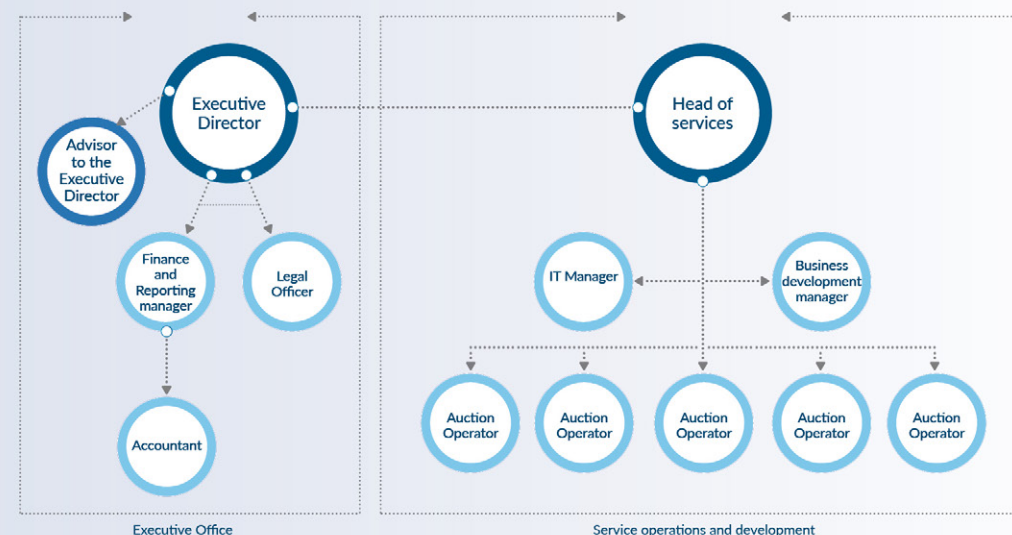 Executive
Director
Head of
services
Advisor
to the
Executive
Director
Finance
and
Reporting
manager
Legal
Officer
IT Manager
Business
development
manager
Accountant
Auction
Operator
Auction
Operator
Auction
Operator
Auction
Operator
Auction
Operator
Executive Office
Service operations and development